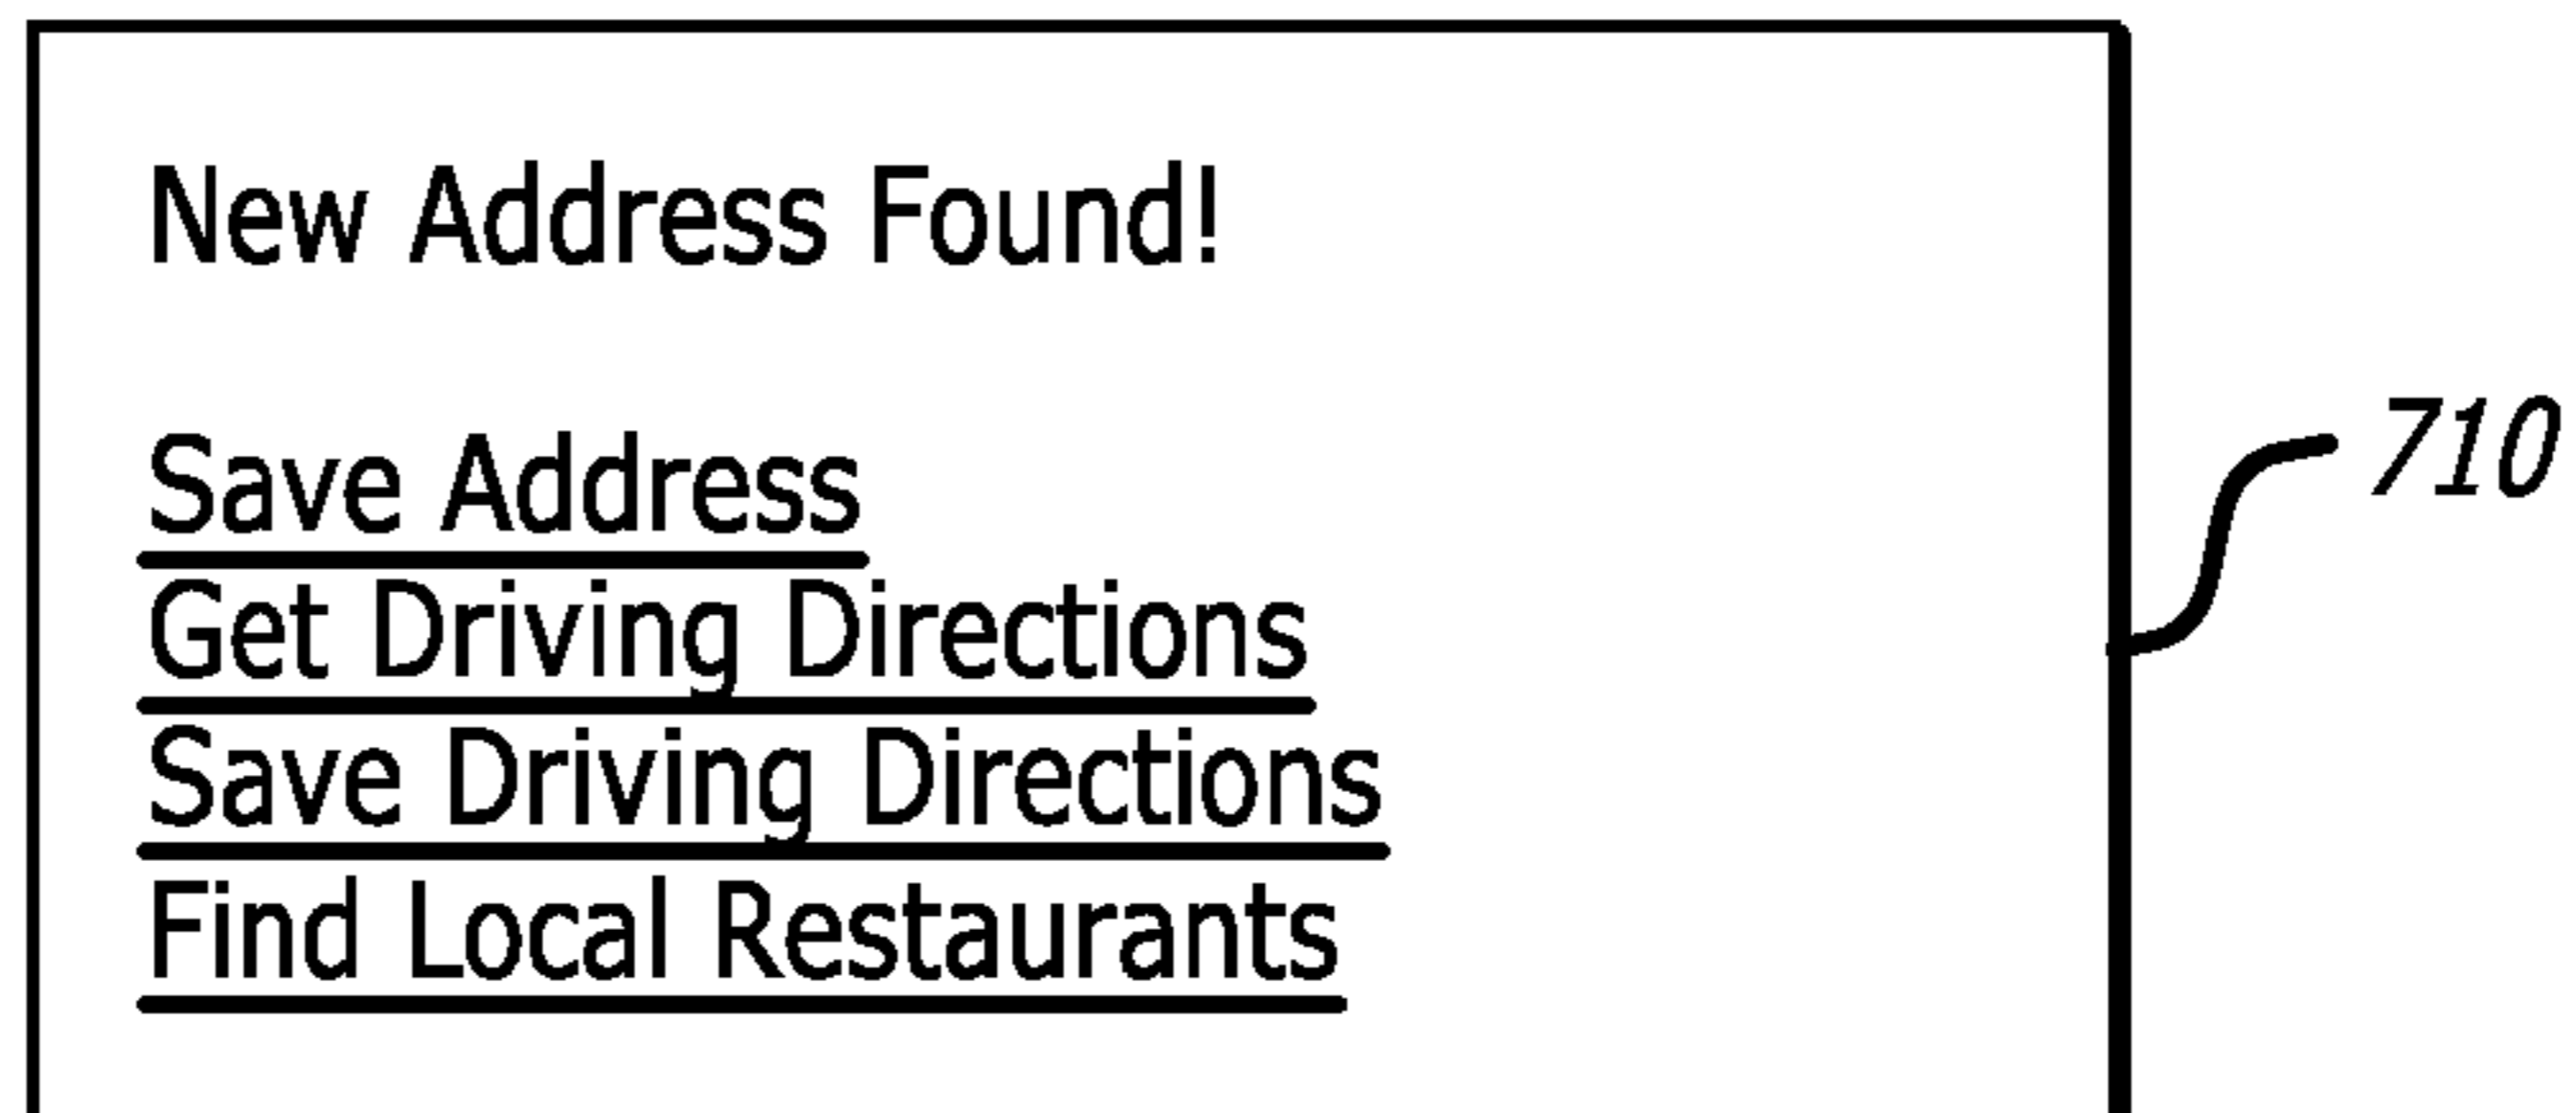 New Address Found!
Save Address
710
Get Driving Directions
Save Driving Directions
Find Local Restaurants